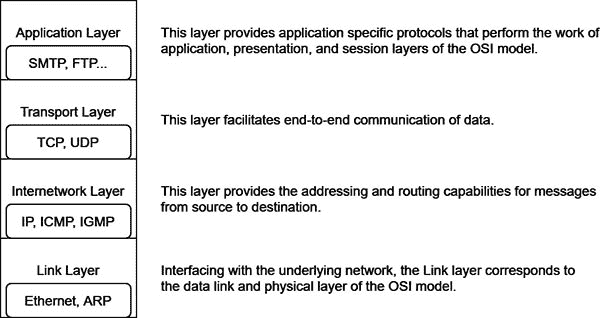 Application Layer
SMTP, FTP...
This layer provides application specific protocols that perform the work of
application, presentation, and session layers of the OSI model.
Transport Layer
TCP, UDP
This layer facilitates end-to-end communication of data.
Internetwork Layer
IP, ICMP, IGMP
This layer provides the addressing and routing capabilities for messages
from source to destination.
Link Layer
Ethernet, ARP
Interfacing with the underlying network, the Link layer corresponds to
the data link and physical layer of the OSI model.